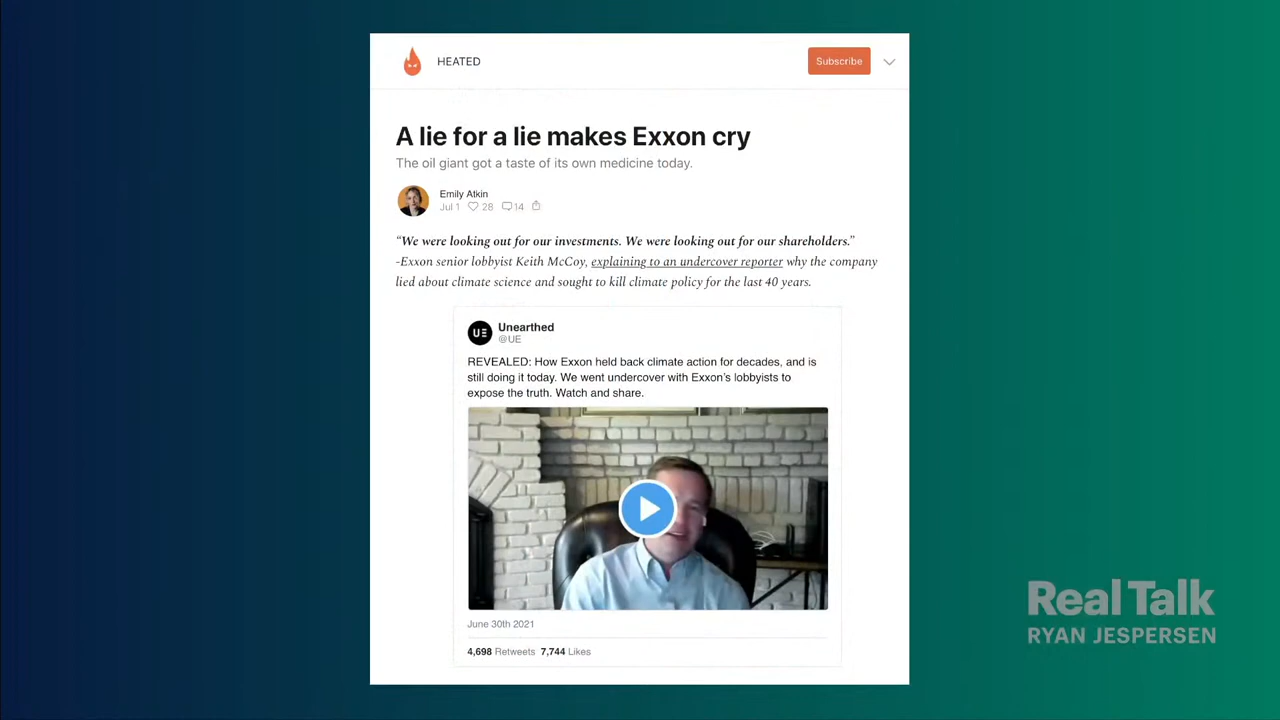 HEATED
Subscribe
A lie for a lie makes Exxon cry
The oil giant got a taste of its own medicine today.
Emily Atkin
Jul 1 28 14
“We were looking out for our investments. We were looking out for our shareholders.”
-Exxon senior lobbyist Keith McCoy, explaining to an undercover reporter why the company
lied about climate science and sought to kill climate policy for the last 40 years.
UE
Unearthed
@UE
REVEALED: How Exxon held back climate action for decades, and is
still doing it today. We went undercover with Exxon’s lobbyists to
expose the truth. Watch and share.
June 30th 2021
4,698 Retweets 7,744 Likes
Real Talk
RYAN JESPERSEN